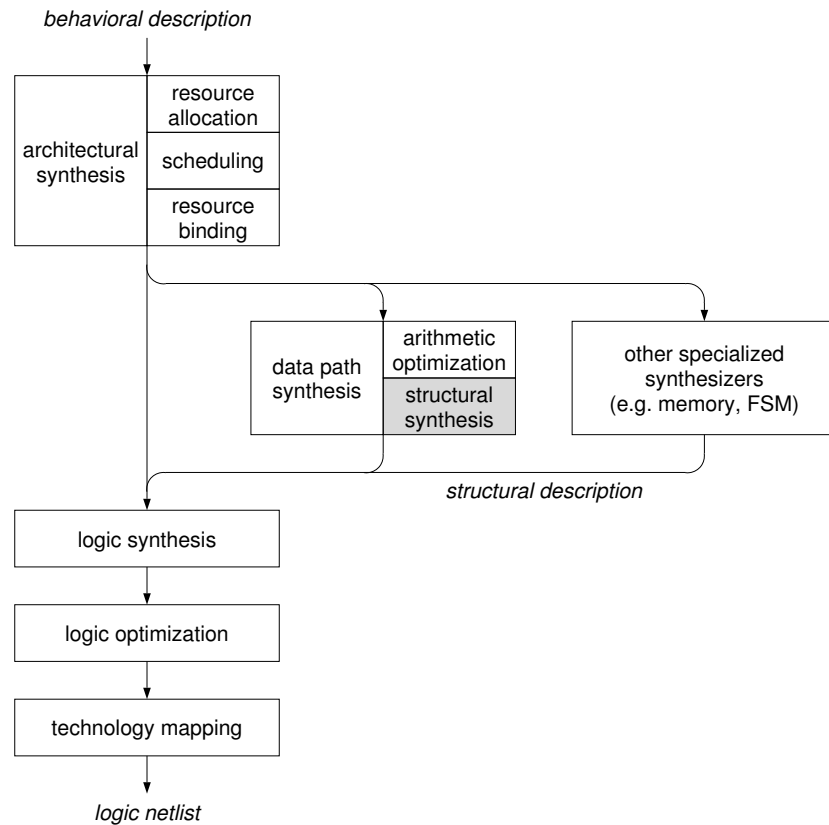 behavioral description
architectural
synthesis
resource
allocation
scheduling
resource
binding
data path
synthesis
arithmetic
optimization
structural
synthesis
other specialized
synthesizers
(e.g. memory, FSM)
structural description
logic synthesis
logic optimization
technology mapping
logic netlist